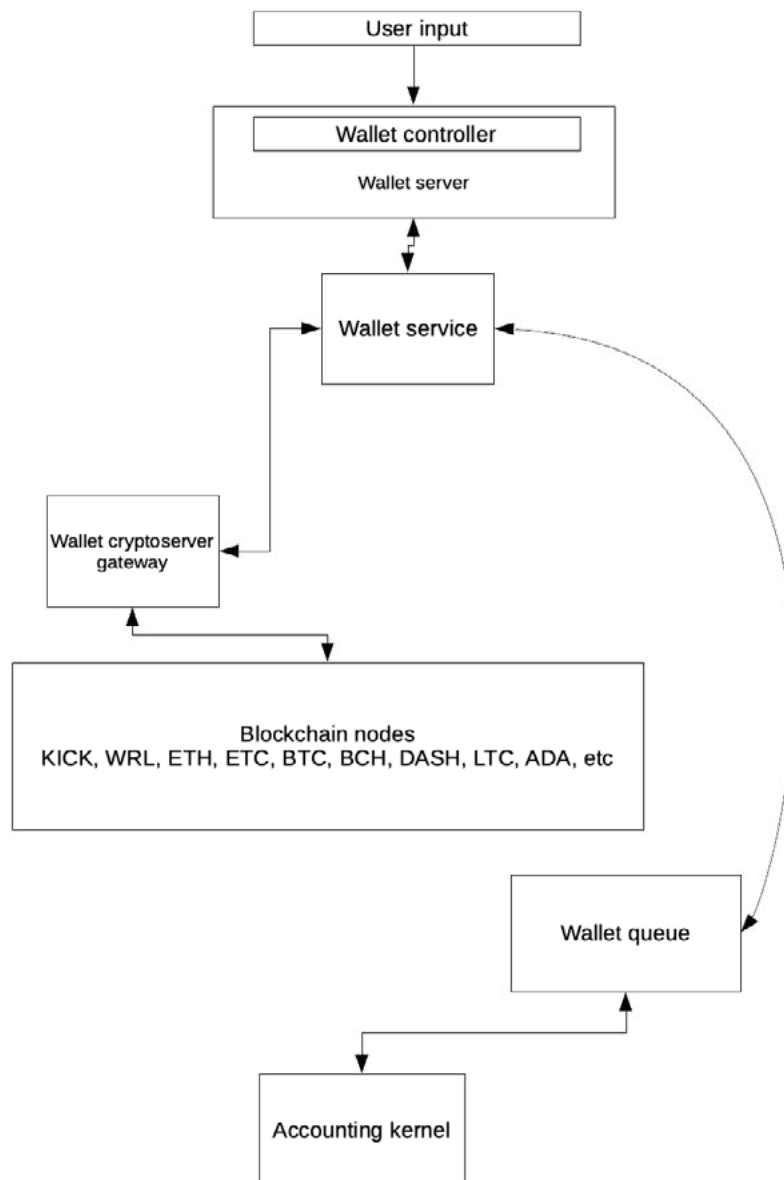 User input
Wallet controller
Wallet server
Wallet service
Wallet cryptoserver
gateway
Blockchain nodes
KICK, WRL, ETH, ETC, BTC, BCH, DASH, LTC, ADA, etc
Wallet queue
Accounting kernel